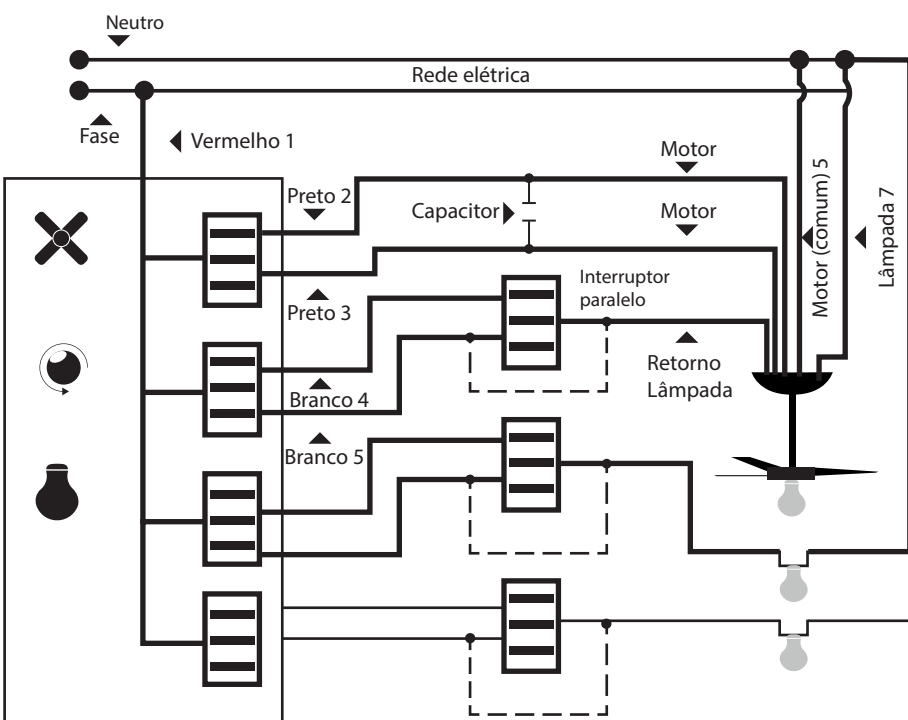 Neutro
Rede elétrica
Fase
Vermelho 1
Preto 2
Motor
Capacitor
Motor
Motor (comum) 5
Lâmpada 7
Preto 3
Interruptor
paralelo
Retorno
Lâmpada
Branco 4
Branco 5